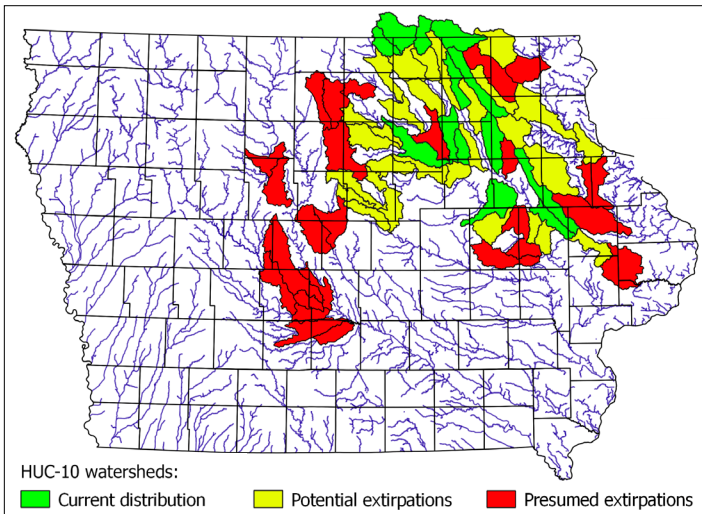 HUC-10 watersheds:
Current distribution
Potential extirpations
Presumed extirpations